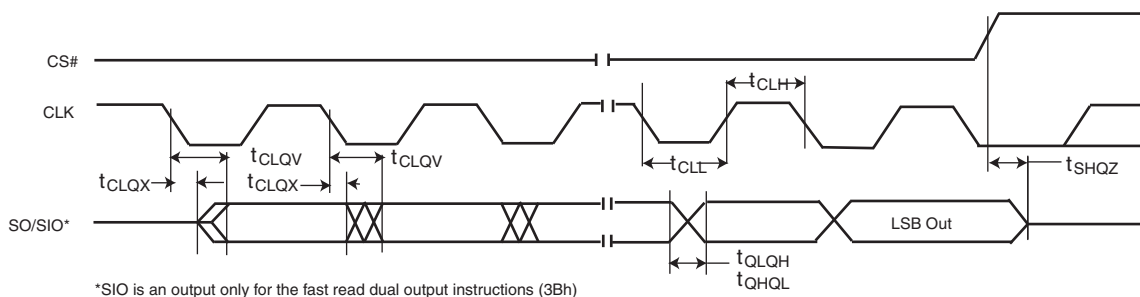 CS#
tCLH
CLK
tCLQV
tCLQV
tCLL
tSHQZ
tCLQX
tCLQX
SO/SIO*
LSB Out
tQLQH
tQHQL
*SIO is an output only for the fast read dual output instructions (3Bh)